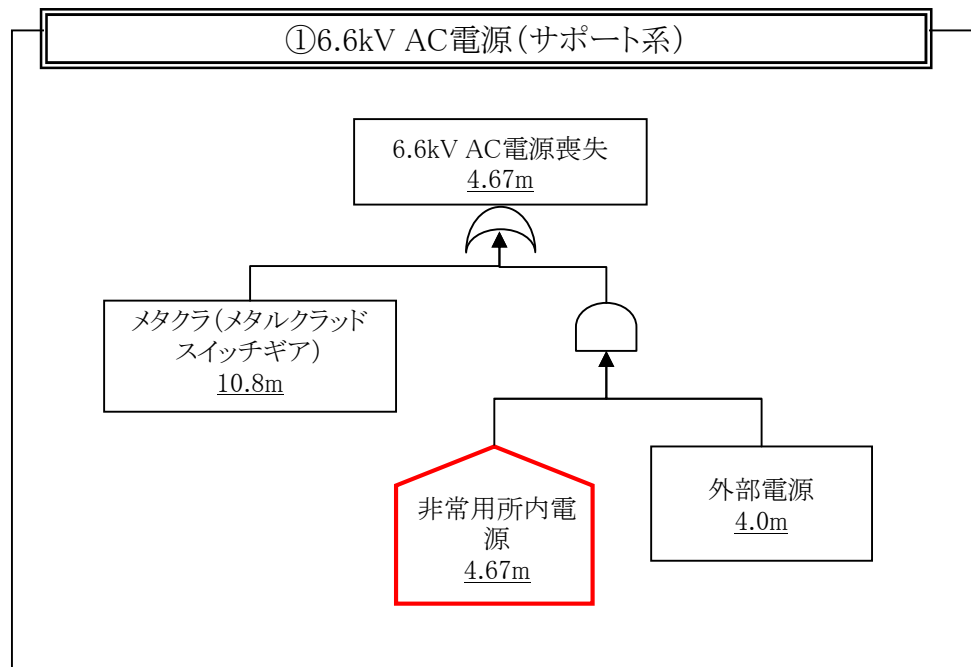 ①6.6kV AC電源(サポート系)
6.6kV AC電源喪失
4.67m
メタクラ(メタルクラッド
スイッチギア)
10.8m
非常用所内電
源
4.67m
外部電源
4.0m